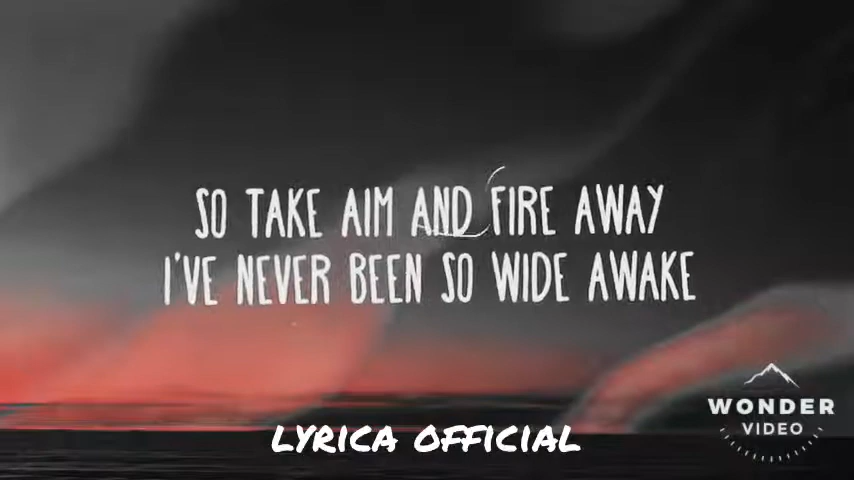 SO TAKE AIM AND FIRE AWAY
I'VE NEVER BEEN SO WIDE AWAKE
LYRICA OFFICIAL
WONDER
VIDEO